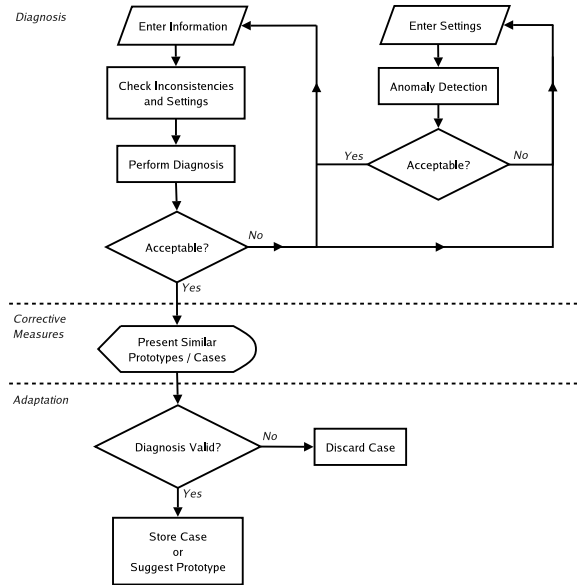 Diagnosis
Enter Information
Enter Settings
Check Inconsistencies
and Settings
Anomaly Detection
Perform Diagnosis
Yes
Acceptable?
No
Acceptable?
No
Yes
Corrective
Measures
Present Similar
Prototypes / Cases
Adaptation
Diagnosis Valid?
No
Discard Case
Yes
Store Case
or
Suggest Prototype